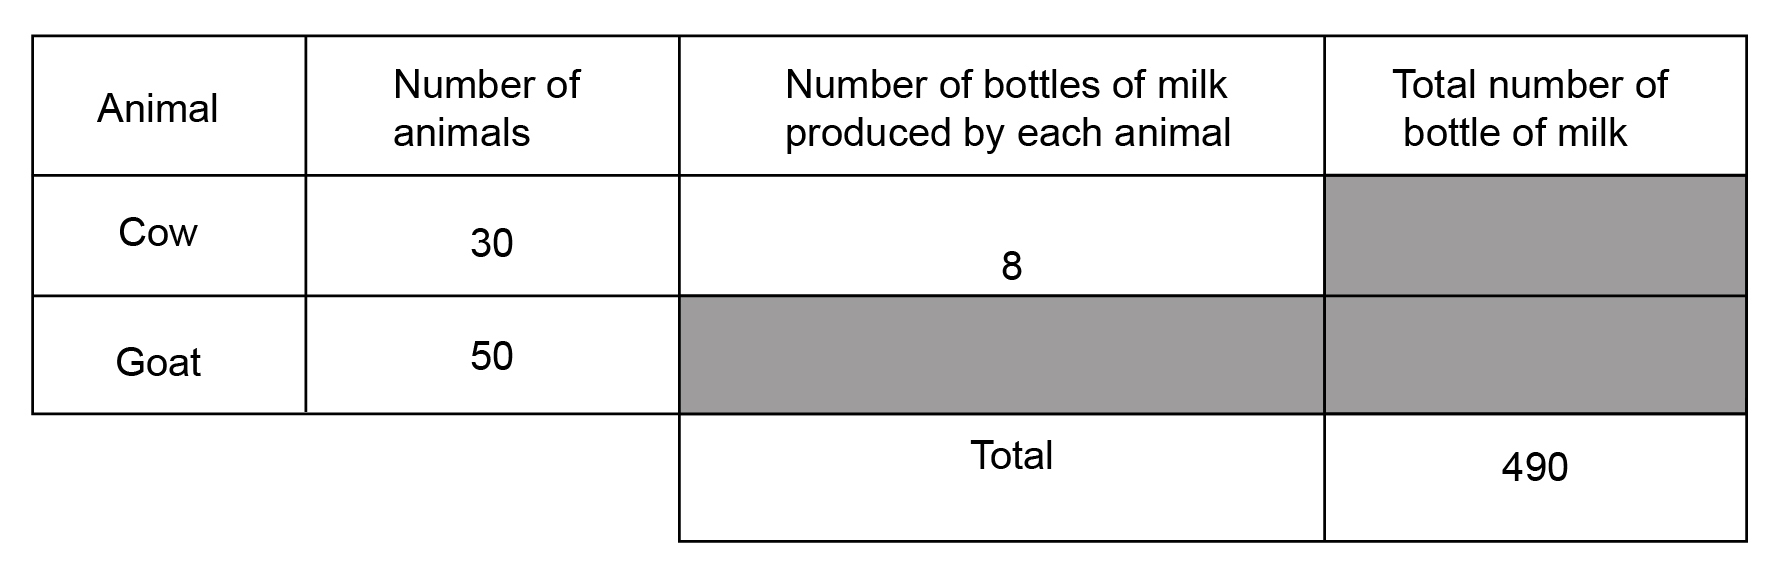 Animal
Number of
animals
Number of bottles of milk
produced by each animal
Total number of
bottle of milk
Cow
30
8
Goat
50
Total
490